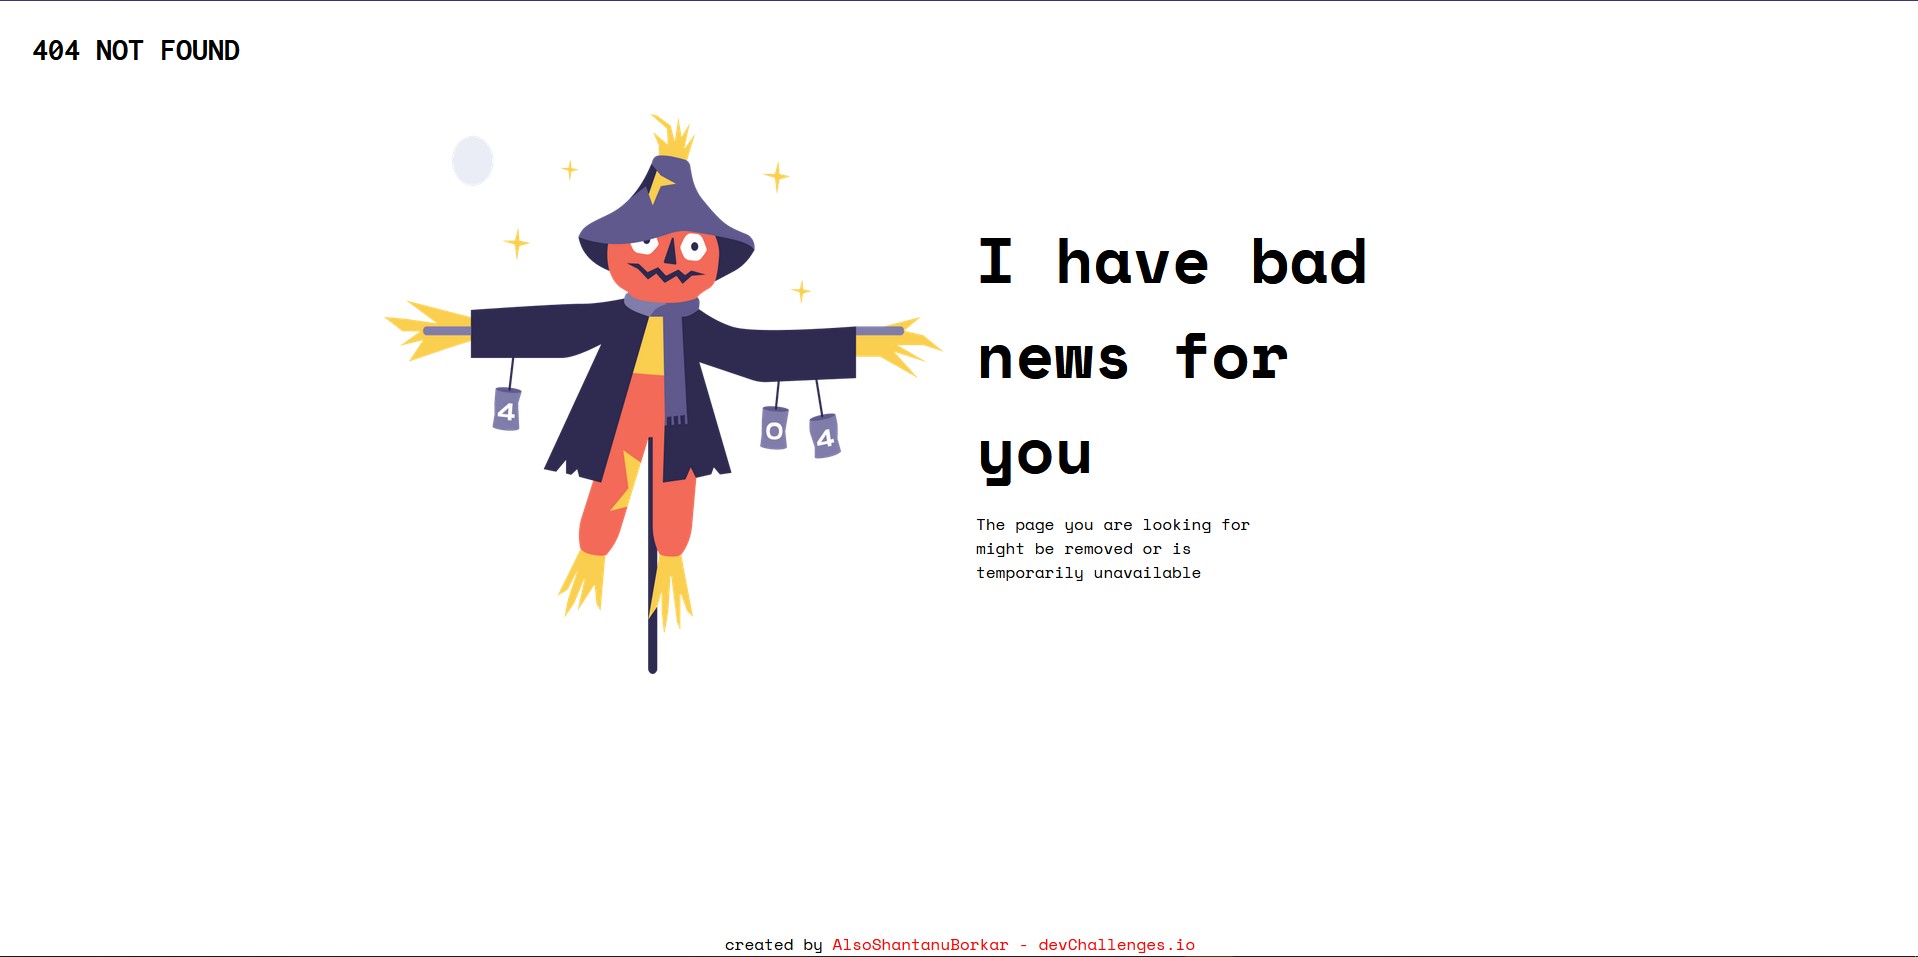 404 NOT FOUND
4
0
4
I have bad
news for
you
The page you are looking for
might be removed or is
temporarily unavailable
created by AlsoShantanuBorkar - devChallenges.io